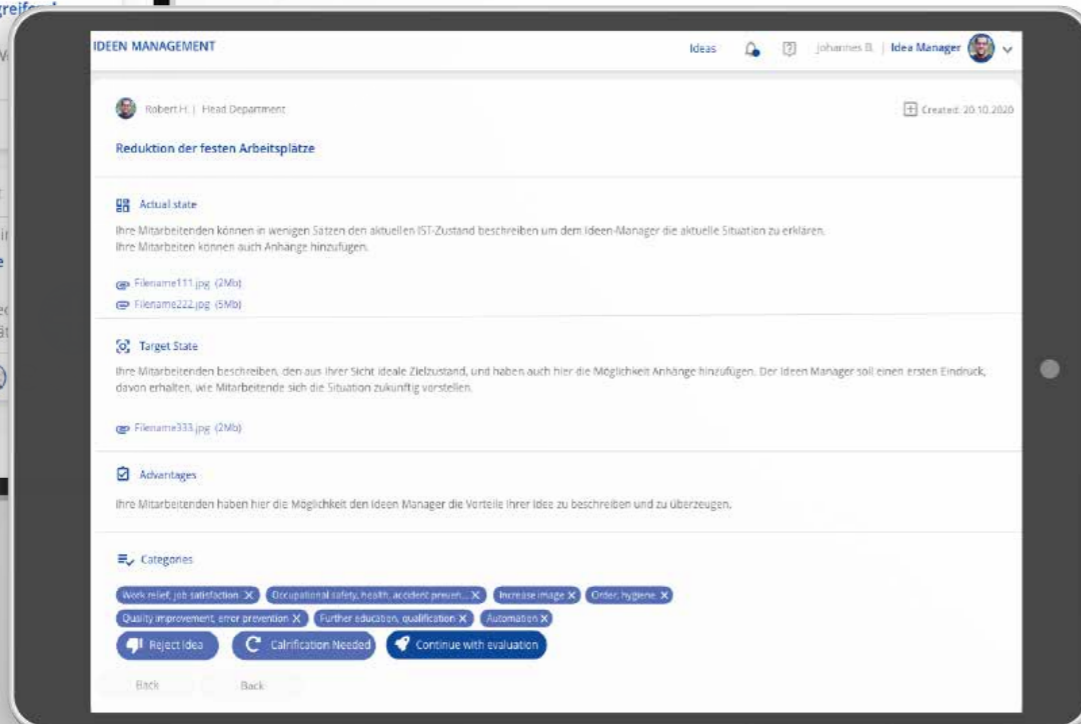 IDEEN MANAGEMENT
Ideas
Johannes B. | Idea Manager
Robert H. | Head Department
Created: 20.10.2020
Reduktion der festen Arbeitsplätze
Actual state
Ihre Mitarbeitenden können in wenigen Sätzen den aktuellen IST-Zustand beschreiben um dem Ideen-Manager die aktuelle Situation zu erklären.
Ihre Mitarbeiten können auch Anhänge hinzufügen.
Filename111.jpg (2Mb)
Filename222.jpg (5Mb)
Target State
Ihre Mitarbeitenden beschreiben, den aus Ihrer Sicht ideale Zielzustand, und haben auch hier die Möglichkeit Anhänge hinzufügen. Der Ideen Manager soll einen ersten Eindruck,
davon erhalten, wie Mitarbeitende sich die Situation zukünftig vorstellen.
Filename333.jpg (2Mb)
Advantages
Ihre Mitarbeitenden haben hier die Möglichkeit den Ideen Manager die Vorteile Ihrer Idee zu beschreiben und zu überzeugen.
Categories
Work relief, job satisfaction X Occupational safety, health, accident preven... X Increase image X Order, hygiene X
Quality improvement, error prevention X Further education, qualification X Automation X
Reject Idea Calrification Needed Continue with evaluation
Back Back